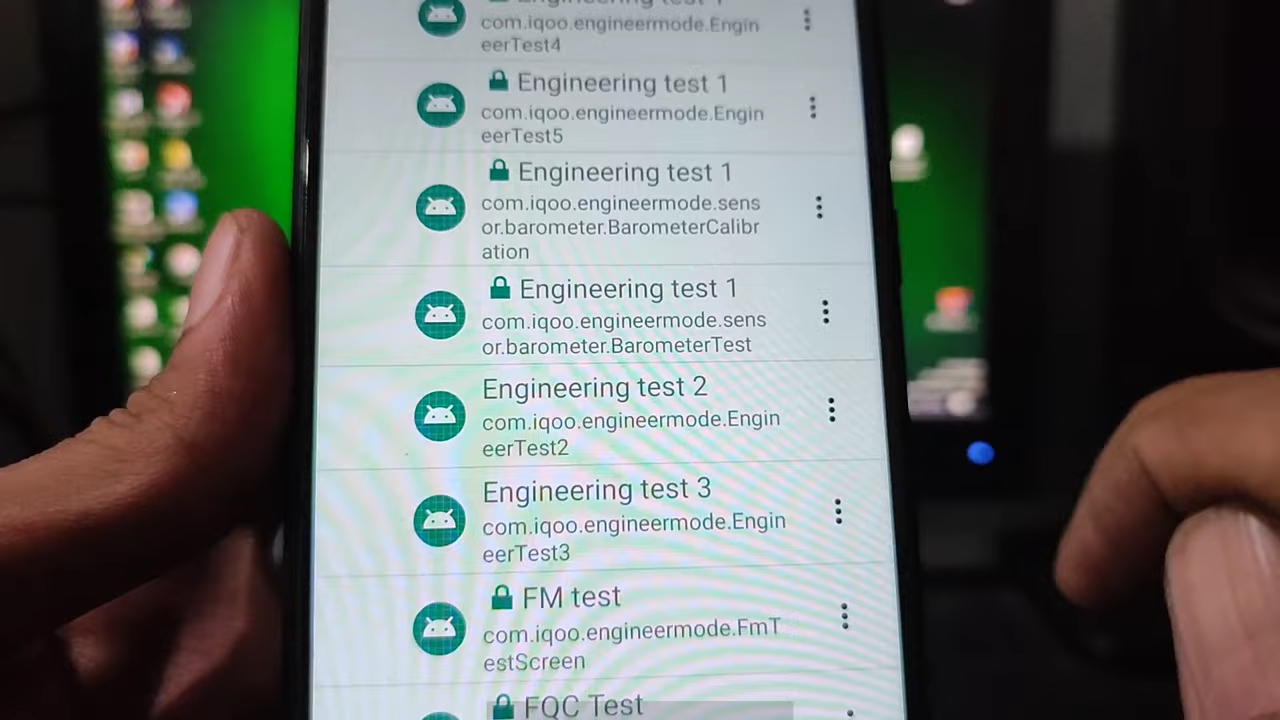 Engineering test 1
com.iqoo.engineermode.Engin
eerTest4
Engineering test 1
com.iqoo.engineermode.Engin
eerTest5
Engineering test 1
com.iqoo.engineermode.sens
or.barometer.BarometerCalibr
ation
Engineering test 1
com.iqoo.engineermode.sens
or.barometer.BarometerTest
Engineering test 2
com.iqoo.engineermode.Engin
eerTest2
Engineering test 3
com.iqoo.engineermode.Engin
eerTest3
FM test
com.iqoo.engineermode.FmT
estScreen
FQC Test